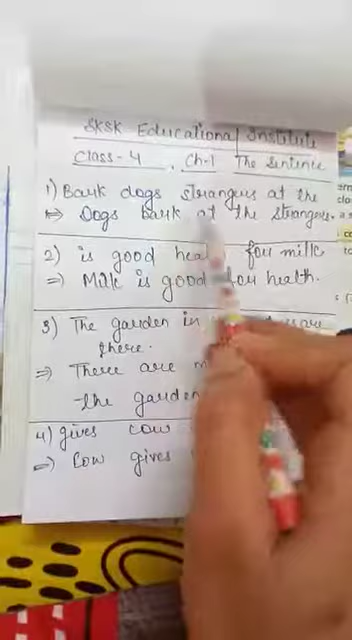 SKSK Educational Institute
Class-4 Ch-1 The Sentence
1) Bark dogs strangers at the
⇒ Dogs bark at the strangers.
2) is good for milk
⇒ Milk is good for health.
3) The garden in are
there.
⇒ There are
the garden
4) gives cow
⇒ Cow gives